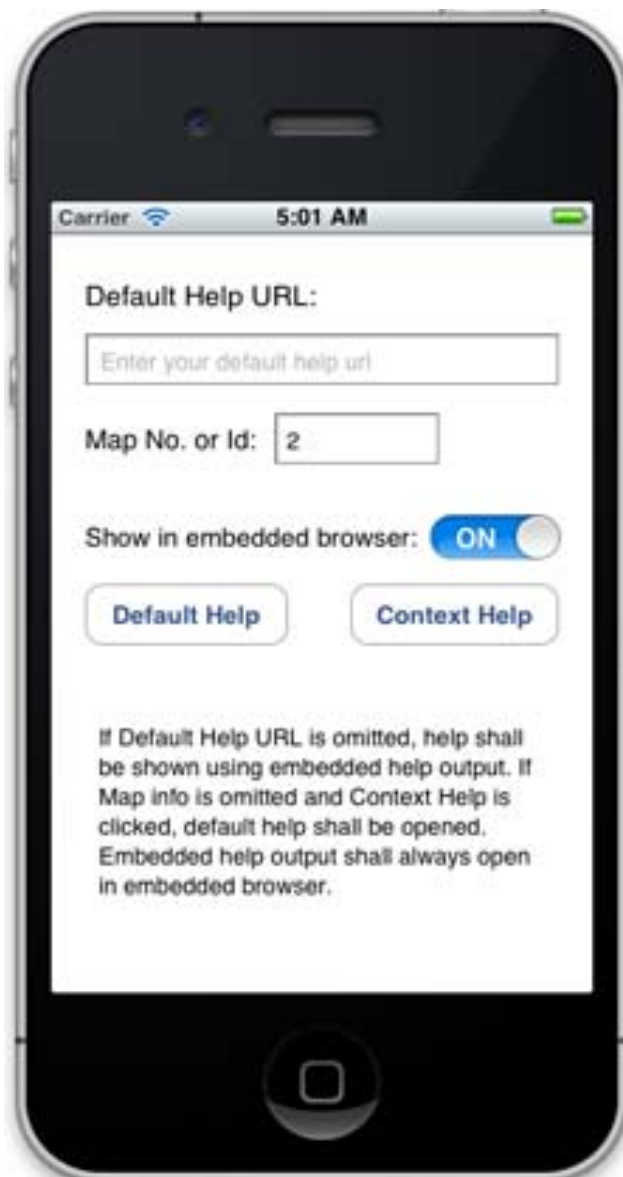 Carrier 5:01 AM
Default Help URL:
Enter your default help url
Map No. or Id: 2
Show in embedded browser: ON
Default Help Context Help
If Default Help URL is omitted, help shall
be shown using embedded help output. If
Map info is omitted and Context Help is
clicked, default help shall be opened.
Embedded help output shall always open
in embedded browser.